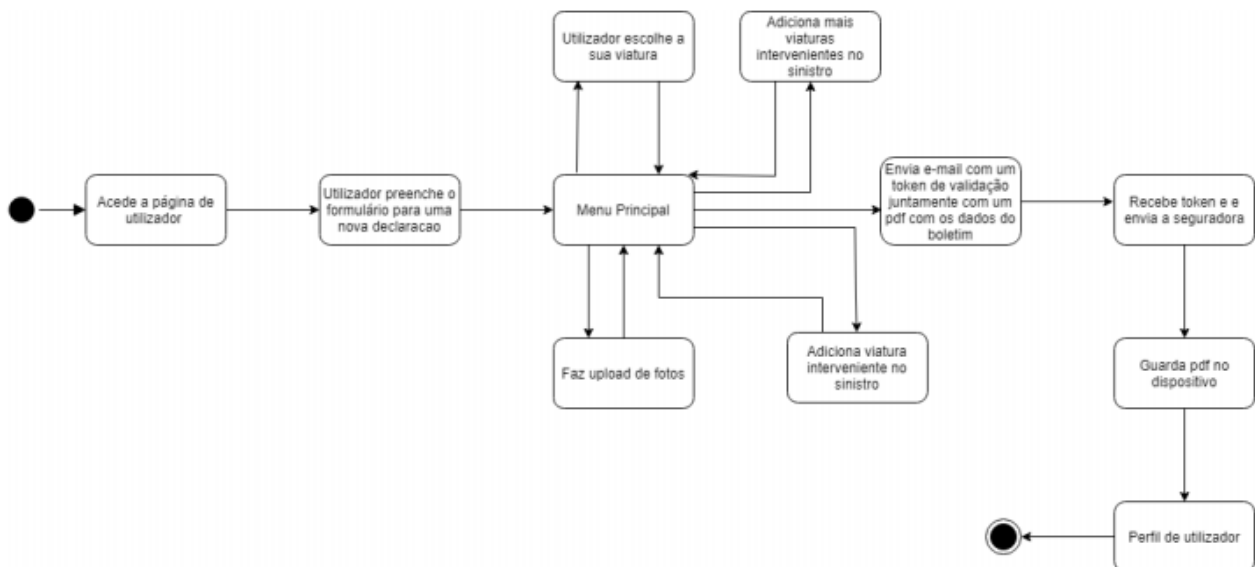 Utilizador escolhe a
sua viatura
Adiciona mais
viaturas
intervenientes no
sinistro
Acede a página de
utilizador
Utilizador preenche o
formulário para uma
nova declaracao
Menu Principal
Envia e-mail com um
token de validação
juntamente com um
pdf com os dados do
boletim
Recebe token e e
envia a seguradora
Faz upload de fotos
Adiciona viatura
interveniente no
sinistro
Guarda pdf no
dispositivo
Perfil de utilizador